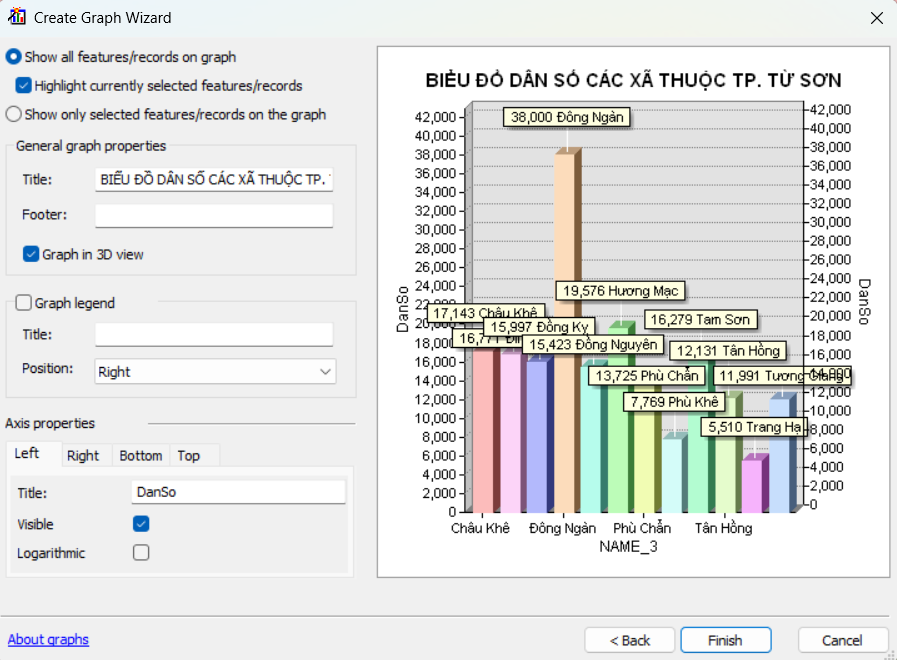 Create Graph Wizard
Show all features/records on graph
Highlight currently selected features/records
Show only selected features/records on the graph
General graph properties
Title: BIỂU ĐỒ DÂN SỐ CÁC XÃ THUỘC TP.
Footer:
Graph in 3D view
Graph legend
Title:
Position: Right
Axis properties
Left Right Bottom Top
Title: DanSo
Visible
Logarithmic
BIỂU ĐỒ DÂN SỐ CÁC XÃ THUỘC TP. TỪ SƠN
42,000
40,000
38,000
36,000
34,000
32,000
30,000
28,000
26,000
24,000
22,000
20,000
18,000
16,000
14,000
12,000
10,000
8,000
6,000
4,000
2,000
0
DanSo
38,000 Đông Ngàn
19,576 Hương Mạc
17,143 Châu Khê
16,279 Tam Sơn
15,997 Đồng Kỵ
16,771
15,423 Đồng Nguyên
12,131 Tân Hồng
13,725 Phù Chẩn
11,991 Tương Giang
7,769 Phù Khê
5,510 Trang Hạ
42,000
40,000
38,000
36,000
34,000
32,000
30,000
28,000
26,000
24,000
22,000
20,000
18,000
16,000
14,000
12,000
10,000
8,000
6,000
4,000
2,000
0
DanSo
Châu Khê Đông Ngàn Phù Chẩn Tân Hồng
NAME_3
About graphs
< Back Finish Cancel